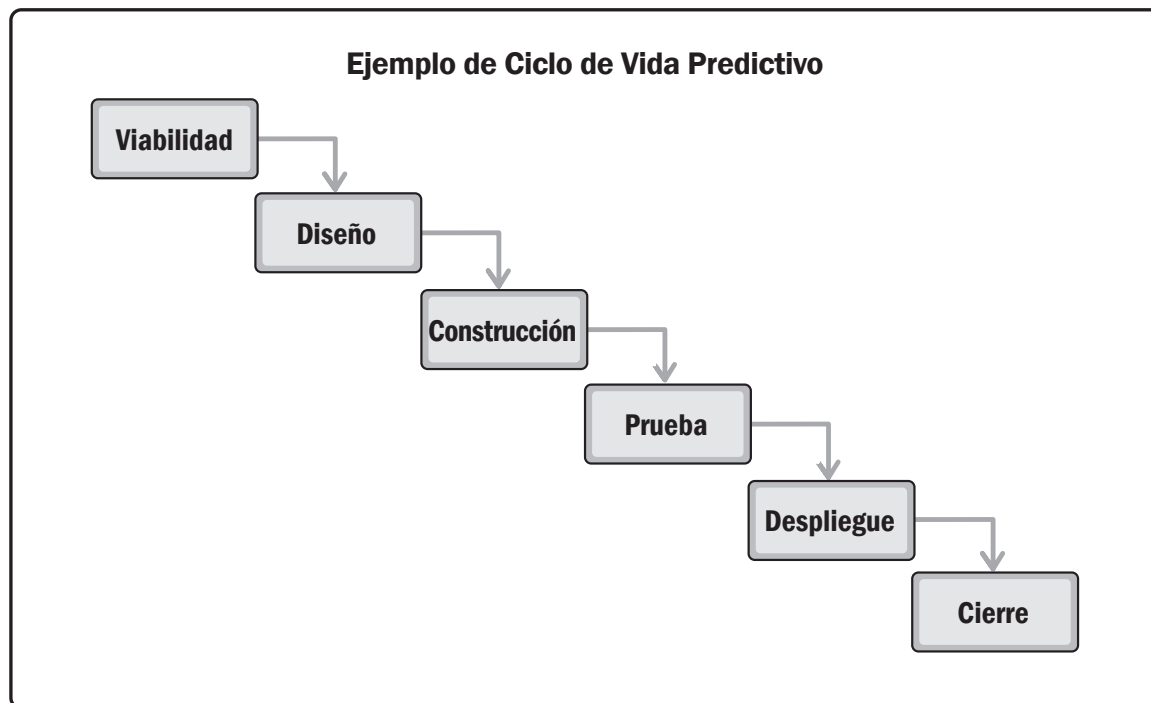 Ejemplo de Ciclo de Vida Predictivo
Viabilidad
Diseño
Construcción
Prueba
Despliegue
Cierre